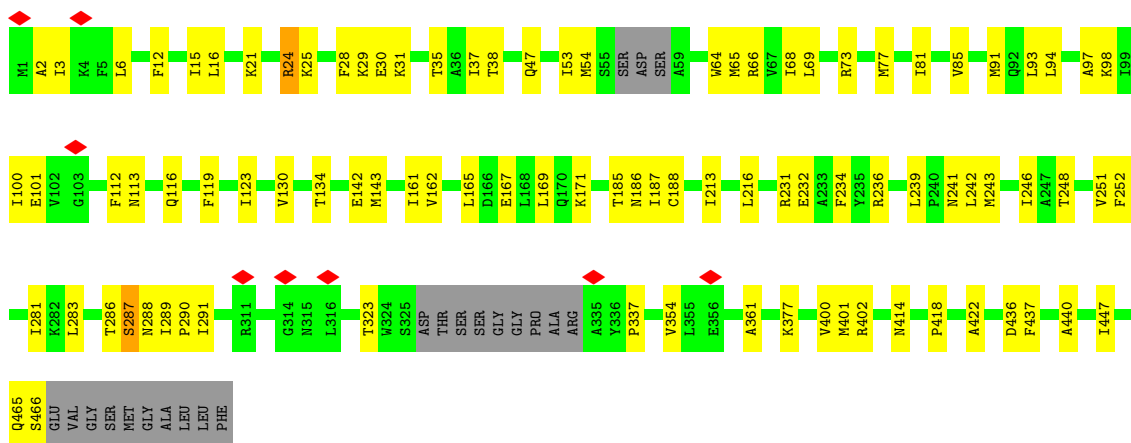 M1 A2 I3 K4 F5 L6 F12 I15 L16 K21 R24 K25 F28 K29 E30 K31 T35 A36 I37 T38 Q47 I53 M54 S55 SER ASP SER A59 W64 M65 R66 V67 I68 L69 R73 M77 I81 V85 M91 Q92 L93 L94 A97 K98 I99
I100 E101 V102 G103 F112 N113 Q116 F119 I123 V130 T134 E142 M143 I161 V162 L165 D166 E167 L168 L169 Q170 K171 T185 N186 I187 C188 I213 L216 R231 E232 A233 F234 Y235 R236 L239 P240 N241 L242 M243 I246 A247 T248 V251 F252
I281 K282 L283 T286 S287 N288 I289 P290 I291 R311 G314 N315 L316 T323 W324 S325 ASP THR SER SER GLY GLY PRO ALA ARG A335 Y336 P337 V354 L355 E356 A361 K377 V400 M401 R402 N414 P418 A422 D436 F437 A440 I447
Q465 S466 GLU VAL GLY SER MET GLY ALA LEU LEU PHE